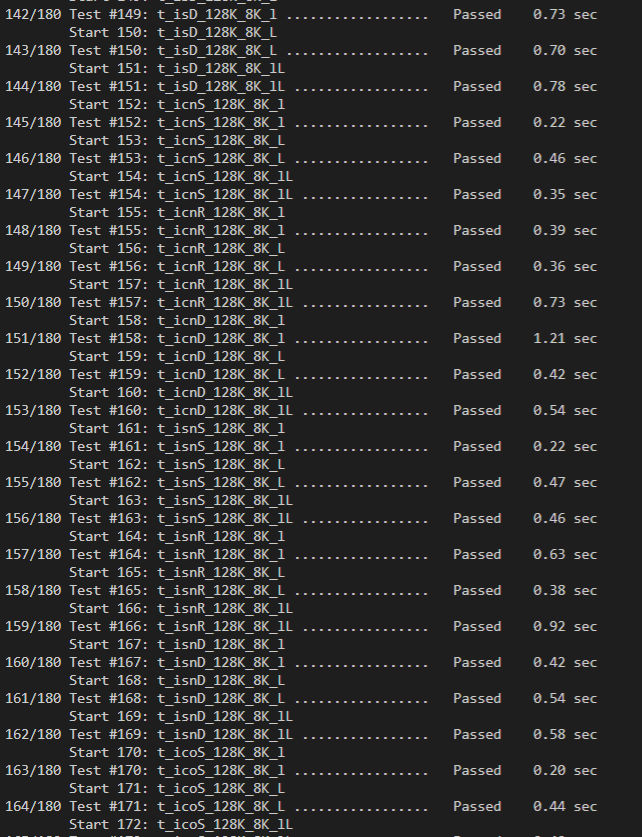 142/180 Test #149: t_isD_128K_8K_l .................   Passed    0.73 sec
        Start 150: t_isD_128K_8K_L
143/180 Test #150: t_isD_128K_8K_L .................   Passed    0.70 sec
        Start 151: t_isD_128K_8K_lL
144/180 Test #151: t_isD_128K_8K_lL ................   Passed    0.78 sec
        Start 152: t_icnS_128K_8K_l
145/180 Test #152: t_icnS_128K_8K_l ................   Passed    0.22 sec
        Start 153: t_icnS_128K_8K_L
146/180 Test #153: t_icnS_128K_8K_L ................   Passed    0.46 sec
        Start 154: t_icnS_128K_8K_lL
147/180 Test #154: t_icnS_128K_8K_lL ...............   Passed    0.35 sec
        Start 155: t_icnR_128K_8K_l
148/180 Test #155: t_icnR_128K_8K_l ................   Passed    0.39 sec
        Start 156: t_icnR_128K_8K_L
149/180 Test #156: t_icnR_128K_8K_L ................   Passed    0.36 sec
        Start 157: t_icnR_128K_8K_lL
150/180 Test #157: t_icnR_128K_8K_lL ...............   Passed    0.73 sec
        Start 158: t_icnD_128K_8K_l
151/180 Test #158: t_icnD_128K_8K_l ................   Passed    1.21 sec
        Start 159: t_icnD_128K_8K_L
152/180 Test #159: t_icnD_128K_8K_L ................   Passed    0.42 sec
        Start 160: t_icnD_128K_8K_lL
153/180 Test #160: t_icnD_128K_8K_lL ...............   Passed    0.54 sec
        Start 161: t_isnS_128K_8K_l
154/180 Test #161: t_isnS_128K_8K_l ................   Passed    0.22 sec
        Start 162: t_isnS_128K_8K_L
155/180 Test #162: t_isnS_128K_8K_L ................   Passed    0.47 sec
        Start 163: t_isnS_128K_8K_lL
156/180 Test #163: t_isnS_128K_8K_lL ...............   Passed    0.46 sec
        Start 164: t_isnR_128K_8K_l
157/180 Test #164: t_isnR_128K_8K_l ................   Passed    0.63 sec
        Start 165: t_isnR_128K_8K_L
158/180 Test #165: t_isnR_128K_8K_L ................   Passed    0.38 sec
        Start 166: t_isnR_128K_8K_lL
159/180 Test #166: t_isnR_128K_8K_lL ...............   Passed    0.92 sec
        Start 167: t_isnD_128K_8K_l
160/180 Test #167: t_isnD_128K_8K_l ................   Passed    0.42 sec
        Start 168: t_isnD_128K_8K_L
161/180 Test #168: t_isnD_128K_8K_L ................   Passed    0.54 sec
        Start 169: t_isnD_128K_8K_lL
162/180 Test #169: t_isnD_128K_8K_lL ...............   Passed    0.58 sec
        Start 170: t_icoS_128K_8K_l
163/180 Test #170: t_icoS_128K_8K_l ................   Passed    0.20 sec
        Start 171: t_icoS_128K_8K_L
164/180 Test #171: t_icoS_128K_8K_L ................   Passed    0.44 sec
        Start 172: t_icoS_128K_8K_lL